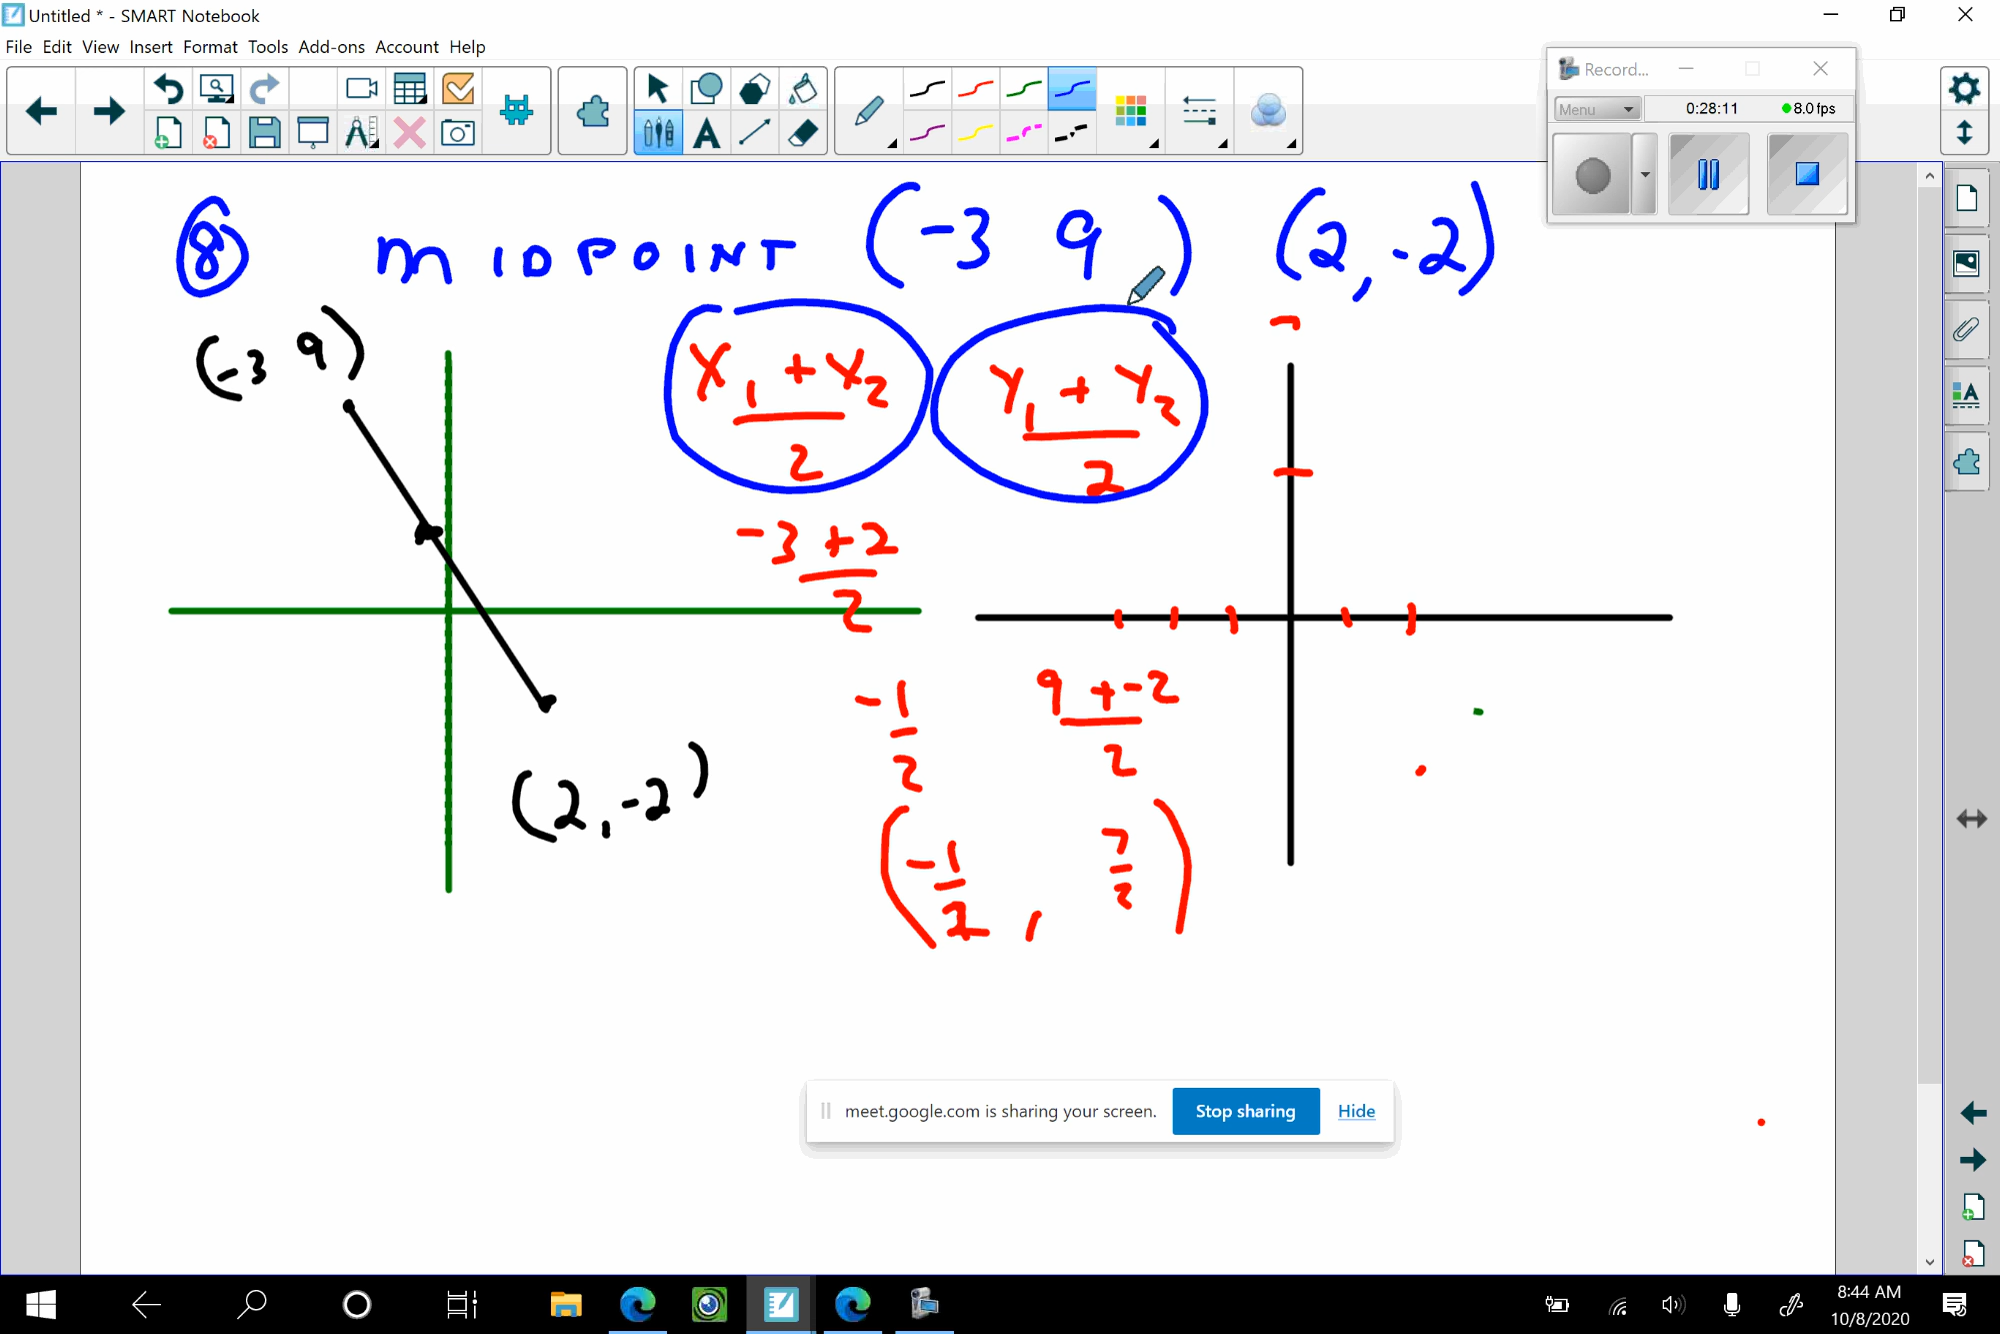 Untitled * - SMART Notebook
File Edit View Insert Format Tools Add-ons Account Help
Record...
Menu 0:28:11 8.0 fps
8 MIDPOINT (-3 9) (2, -2)
(-3 9)
X1 + X2 / 2
Y1 + Y2 / 2
-3 + 2 / 2
-1 / 2
9 + -2 / 2
(2, -2)
(-1/2 , 7/2)
meet.google.com is sharing your screen. Stop sharing Hide
8:44 AM
10/8/2020